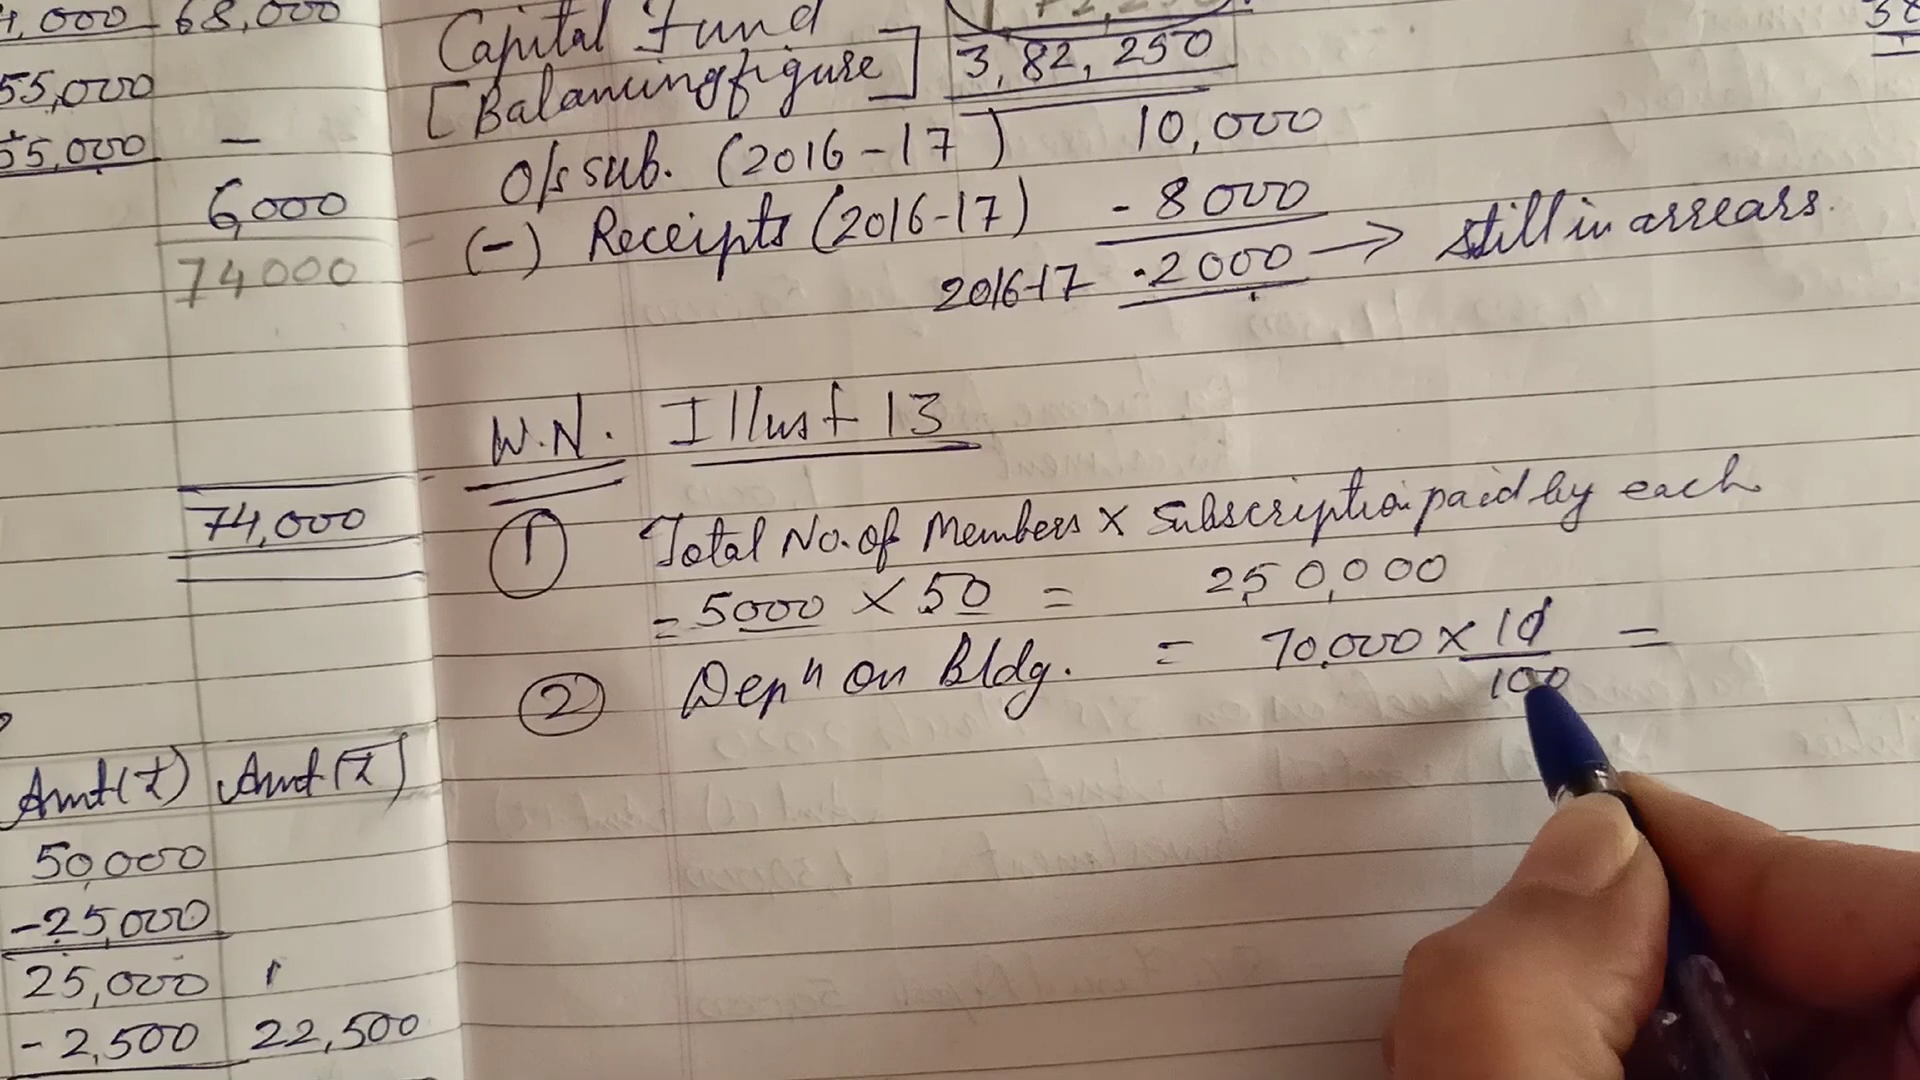 68,000
55,000
55,000 —
6,000
74000
74,000
Amt(₹) Amt(₹)
50,000
-25,000
25,000
- 2,500 22,500
Capital Fund
[Balancing figure] 3,82,250
O/s sub. (2016-17) 10,000
(-) Receipts (2016-17) - 8000
2016-17 2000 → still in arrears.
W.N. Illust 13
① Total No. of Members × Subscription paid by each
= 5000 × 50 = 250,000
② Depn on Bldg. = 70,000 × 10/100 =